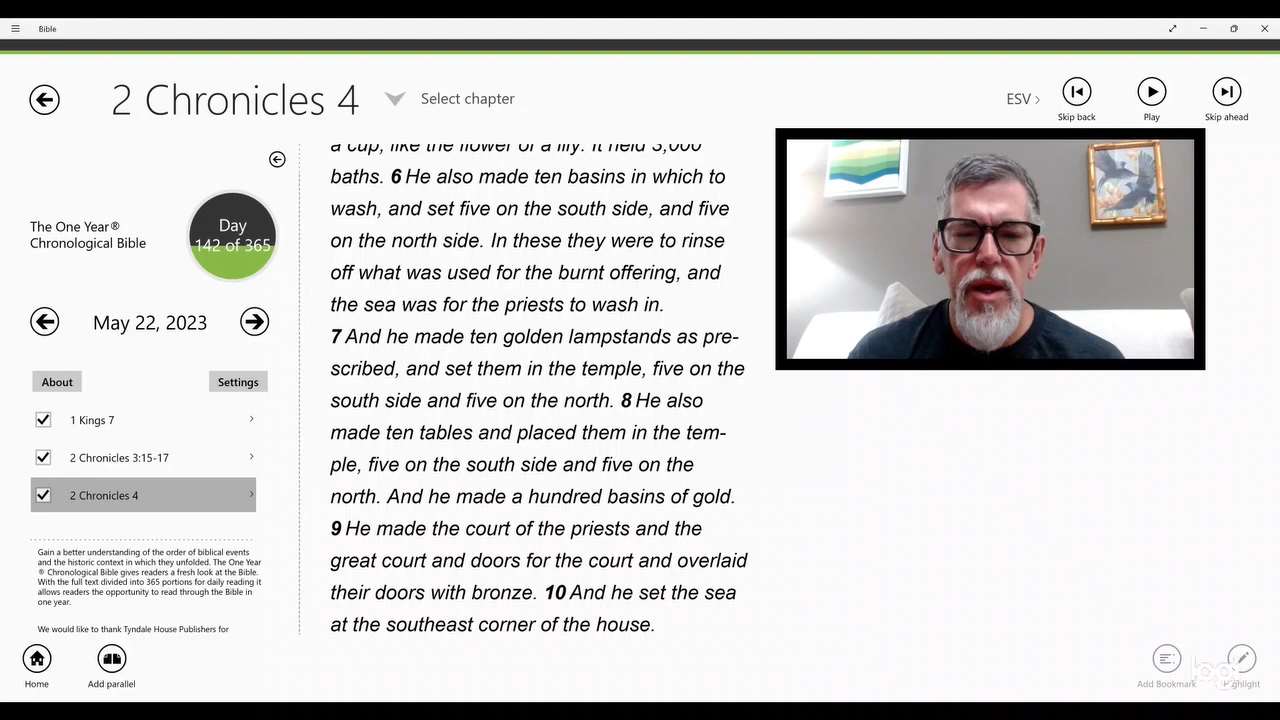 Bible
2 Chronicles 4
Select chapter
ESV
Skip back
Play
Skip ahead
The One Year®
Chronological Bible
Day
142 of 365
May 22, 2023
About
Settings
1 Kings 7
2 Chronicles 3:15-17
2 Chronicles 4
Gain a better understanding of the order of biblical events
and the historic context in which they unfolded. The One Year
® Chronological Bible gives readers a fresh look at the Bible.
With the full text divided into 365 portions for daily reading it
allows readers the opportunity to read through the Bible in
one year.
We would like to thank Tyndale House Publishers for
a cup, like the flower of a lily. It held 3,000
baths. 6 He also made ten basins in which to
wash, and set five on the south side, and five
on the north side. In these they were to rinse
off what was used for the burnt offering, and
the sea was for the priests to wash in.
7 And he made ten golden lampstands as pre-
scribed, and set them in the temple, five on the
south side and five on the north. 8 He also
made ten tables and placed them in the tem-
ple, five on the south side and five on the
north. And he made a hundred basins of gold.
9 He made the court of the priests and the
great court and doors for the court and overlaid
their doors with bronze. 10 And he set the sea
at the southeast corner of the house.
Home
Add parallel
Add Bookmark
Highlight
logi